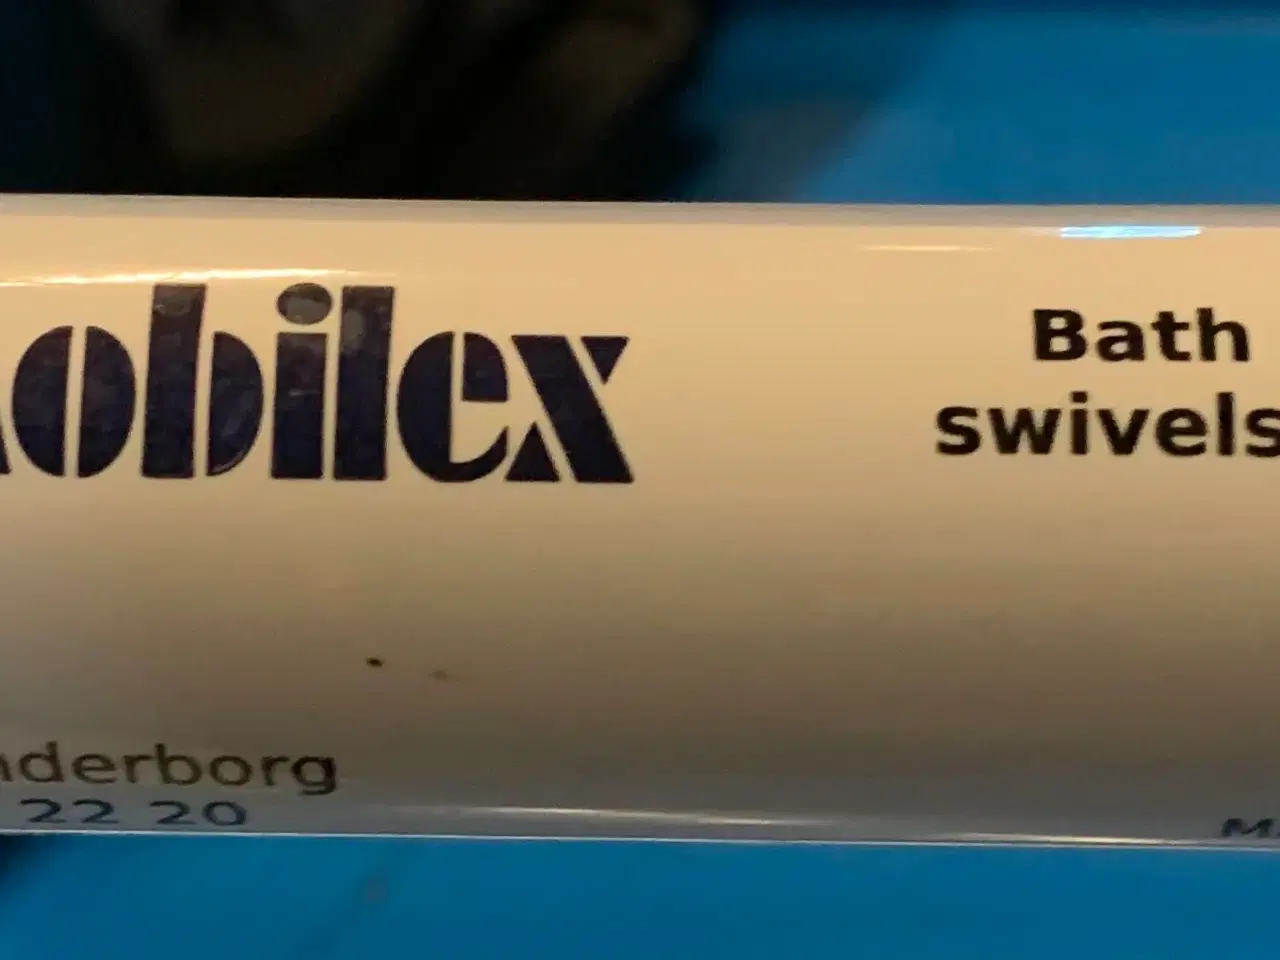 obilex
Bath
swivels
nderborg
22 20
M